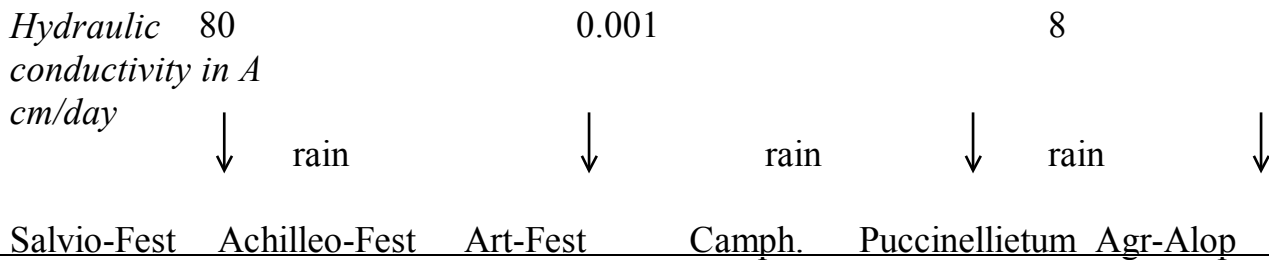 Hydraulic 80 0.001 8
conductivity in A
cm/day
rain rain rain
Salvio-Fest Achilleo-Fest Art-Fest Camph. Puccinellietum Agr-Alop